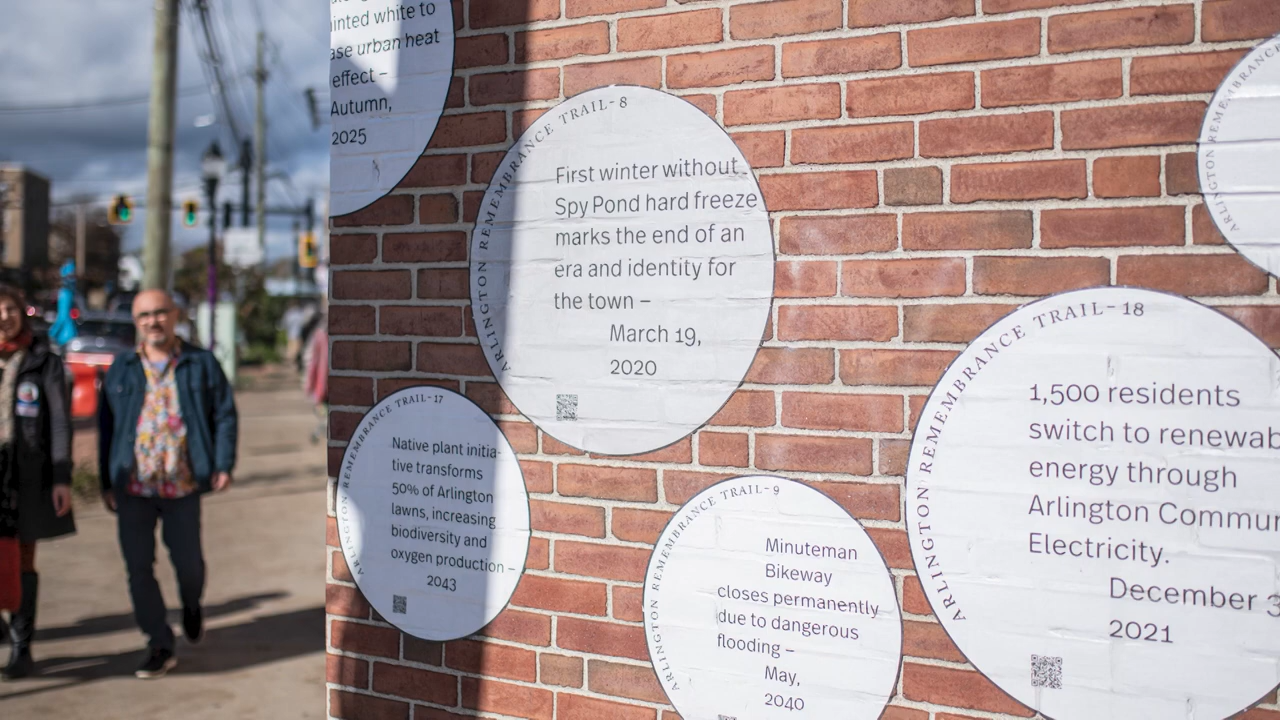 inted white to
ase urban heat
effect –
Autumn,
2025
ARLINGTON REMEMBRANCE TRAIL-8
First winter without
Spy Pond hard freeze
marks the end of an
era and identity for
the town –
March 19,
2020
ARLINGTON REMEMBRANCE TRAIL-17
Native plant initia-
tive transforms
50% of Arlington
lawns, increasing
biodiversity and
oxygen production –
2043
ARLINGTON REMEMBRANCE TRAIL-9
Minuteman
Bikeway
closes permanently
due to dangerous
flooding –
May,
2040
ARLINGTON REMEMBRANCE TRAIL-18
1,500 residents
switch to renewab
energy through
Arlington Commu
Electricity.
December 3
2021
ARLINGTON REMEMBRANCE